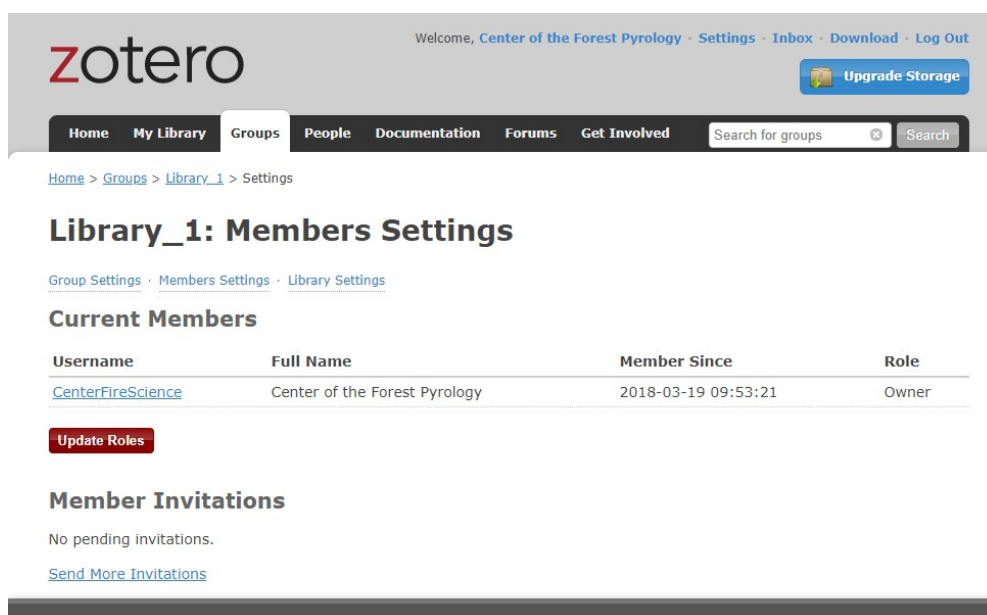 zotero
Welcome, Center of the Forest Pyrology · Settings · Inbox · Download · Log Out
Upgrade Storage
Home My Library Groups People Documentation Forums Get Involved Search for groups Search
Home > Groups > Library_1 > Settings
Library_1: Members Settings
Group Settings · Members Settings · Library Settings
Current Members
Username Full Name Member Since Role
CenterFireScience Center of the Forest Pyrology 2018-03-19 09:53:21 Owner
Update Roles
Member Invitations
No pending invitations.
Send More Invitations